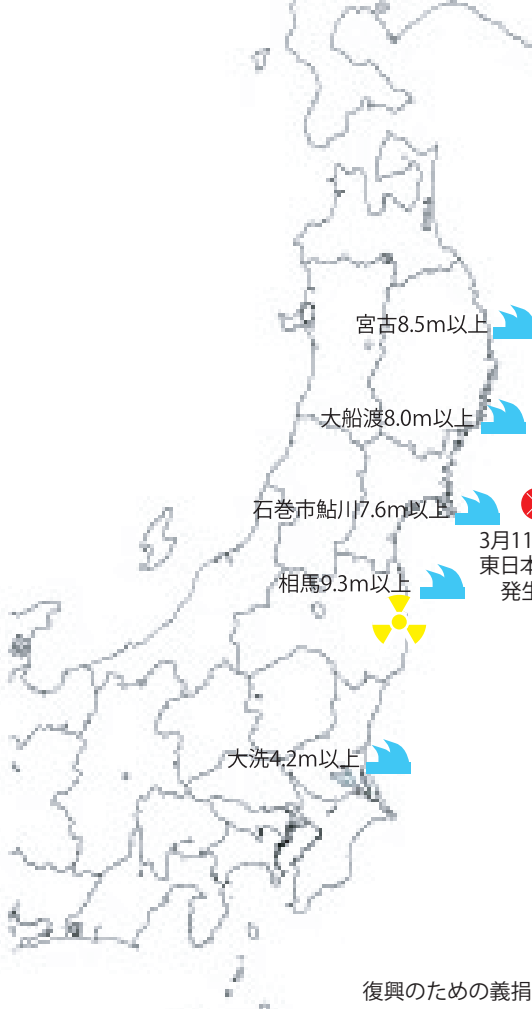 宮古8.5m以上
大船渡8.0m以上
石巻市鮎川7.6m以上
3月11
東日本
発生
相馬9.3m以上
大洗4.2m以上
復興のための義捐